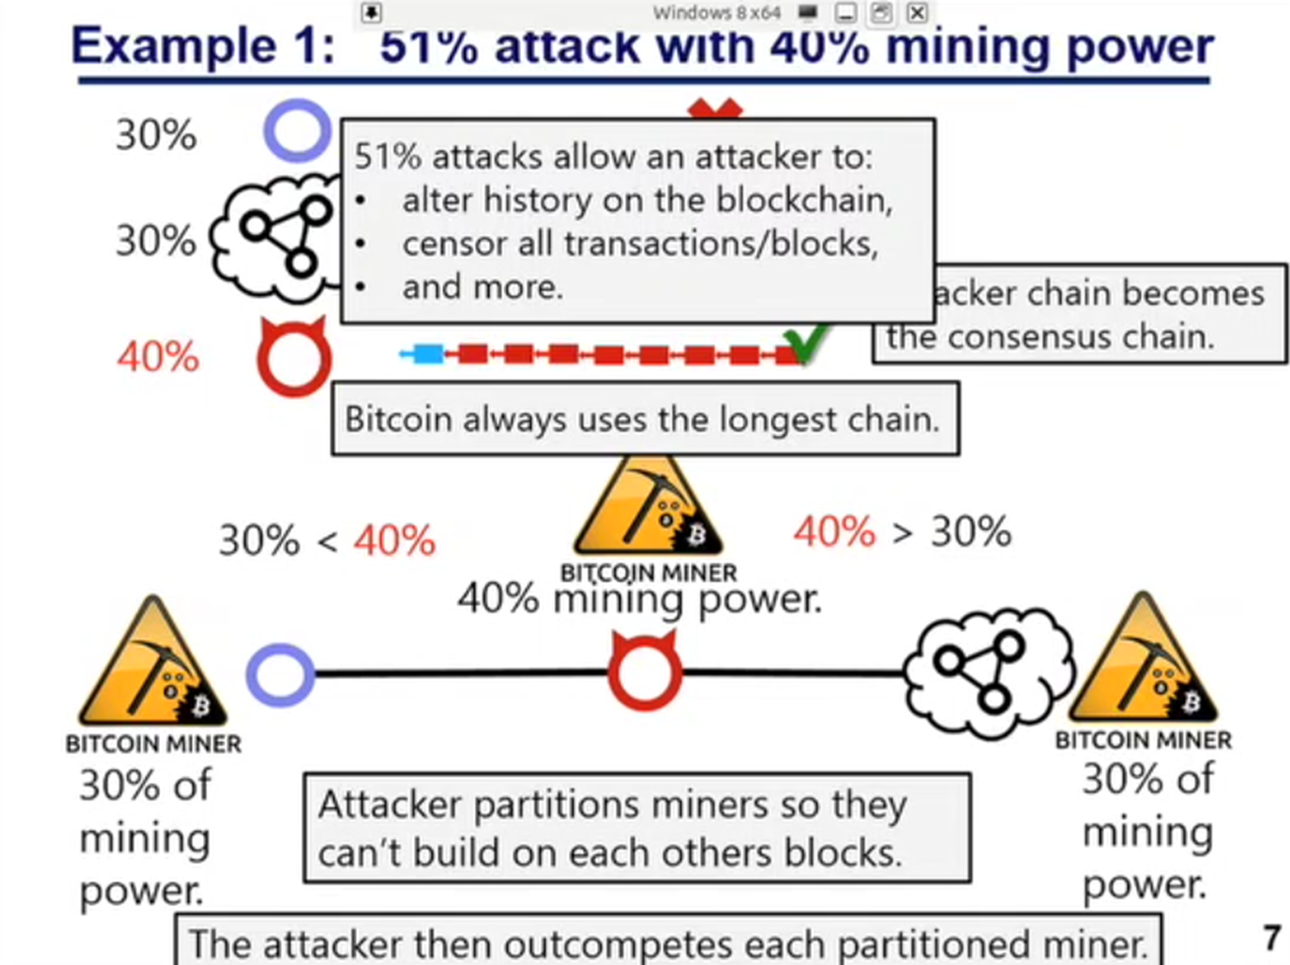 Windows 8 x64
Example 1: 51% attack with 40% mining power
30%
51% attacks allow an attacker to:
• alter history on the blockchain,
30%
• censor all transactions/blocks,
• and more.
chain becomes
the consensus chain.
40%
Bitcoin always uses the longest chain.
30% < 40%
40% > 30%
BITCOIN MINER
40% mining power.
BITCOIN MINER
30% of
mining
power.
BITCOIN MINER
30% of
mining
power.
Attacker partitions miners so they
can't build on each others blocks.
The attacker then outcompetes each partitioned miner.
7